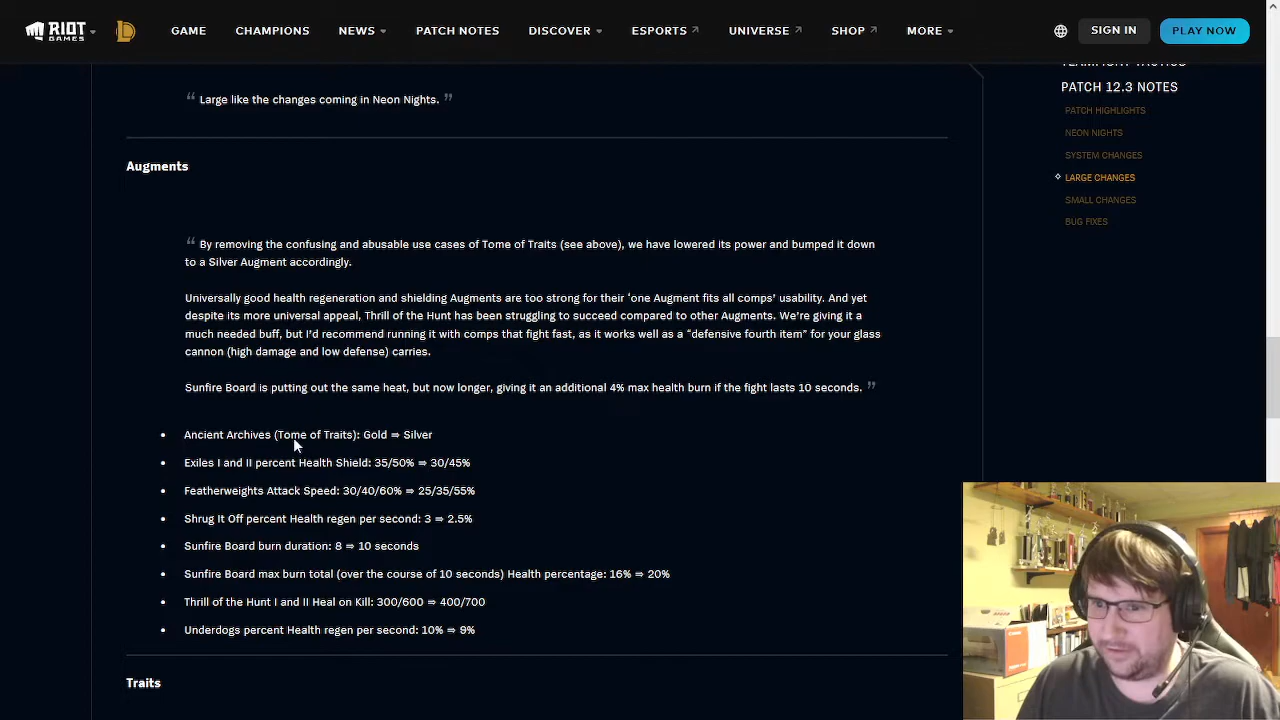 RIOT GAMES
GAME CHAMPIONS NEWS PATCH NOTES DISCOVER ESPORTS UNIVERSE SHOP MORE SIGN IN PLAY NOW
TEAMFIGHT TACTICS
PATCH 12.3 NOTES
PATCH HIGHLIGHTS
NEON NIGHTS
SYSTEM CHANGES
LARGE CHANGES
SMALL CHANGES
BUG FIXES
“ Large like the changes coming in Neon Nights. ”
Augments
“ By removing the confusing and abusable use cases of Tome of Traits (see above), we have lowered its power and bumped it down
to a Silver Augment accordingly.
Universally good health regeneration and shielding Augments are too strong for their ‘one Augment fits all comps’ usability. And yet
despite its more universal appeal, Thrill of the Hunt has been struggling to succeed compared to other Augments. We’re giving it a
much needed buff, but I’d recommend running it with comps that fight fast, as it works well as a “defensive fourth item” for your glass
cannon (high damage and low defense) carries.
Sunfire Board is putting out the same heat, but now longer, giving it an additional 4% max health burn if the fight lasts 10 seconds. ”
• Ancient Archives (Tome of Traits): Gold ⇒ Silver
• Exiles I and II percent Health Shield: 35/50% ⇒ 30/45%
• Featherweights Attack Speed: 30/40/60% ⇒ 25/35/55%
• Shrug It Off percent Health regen per second: 3 ⇒ 2.5%
• Sunfire Board burn duration: 8 ⇒ 10 seconds
• Sunfire Board max burn total (over the course of 10 seconds) Health percentage: 16% ⇒ 20%
• Thrill of the Hunt I and II Heal on Kill: 300/600 ⇒ 400/700
• Underdogs percent Health regen per second: 10% ⇒ 9%
Traits